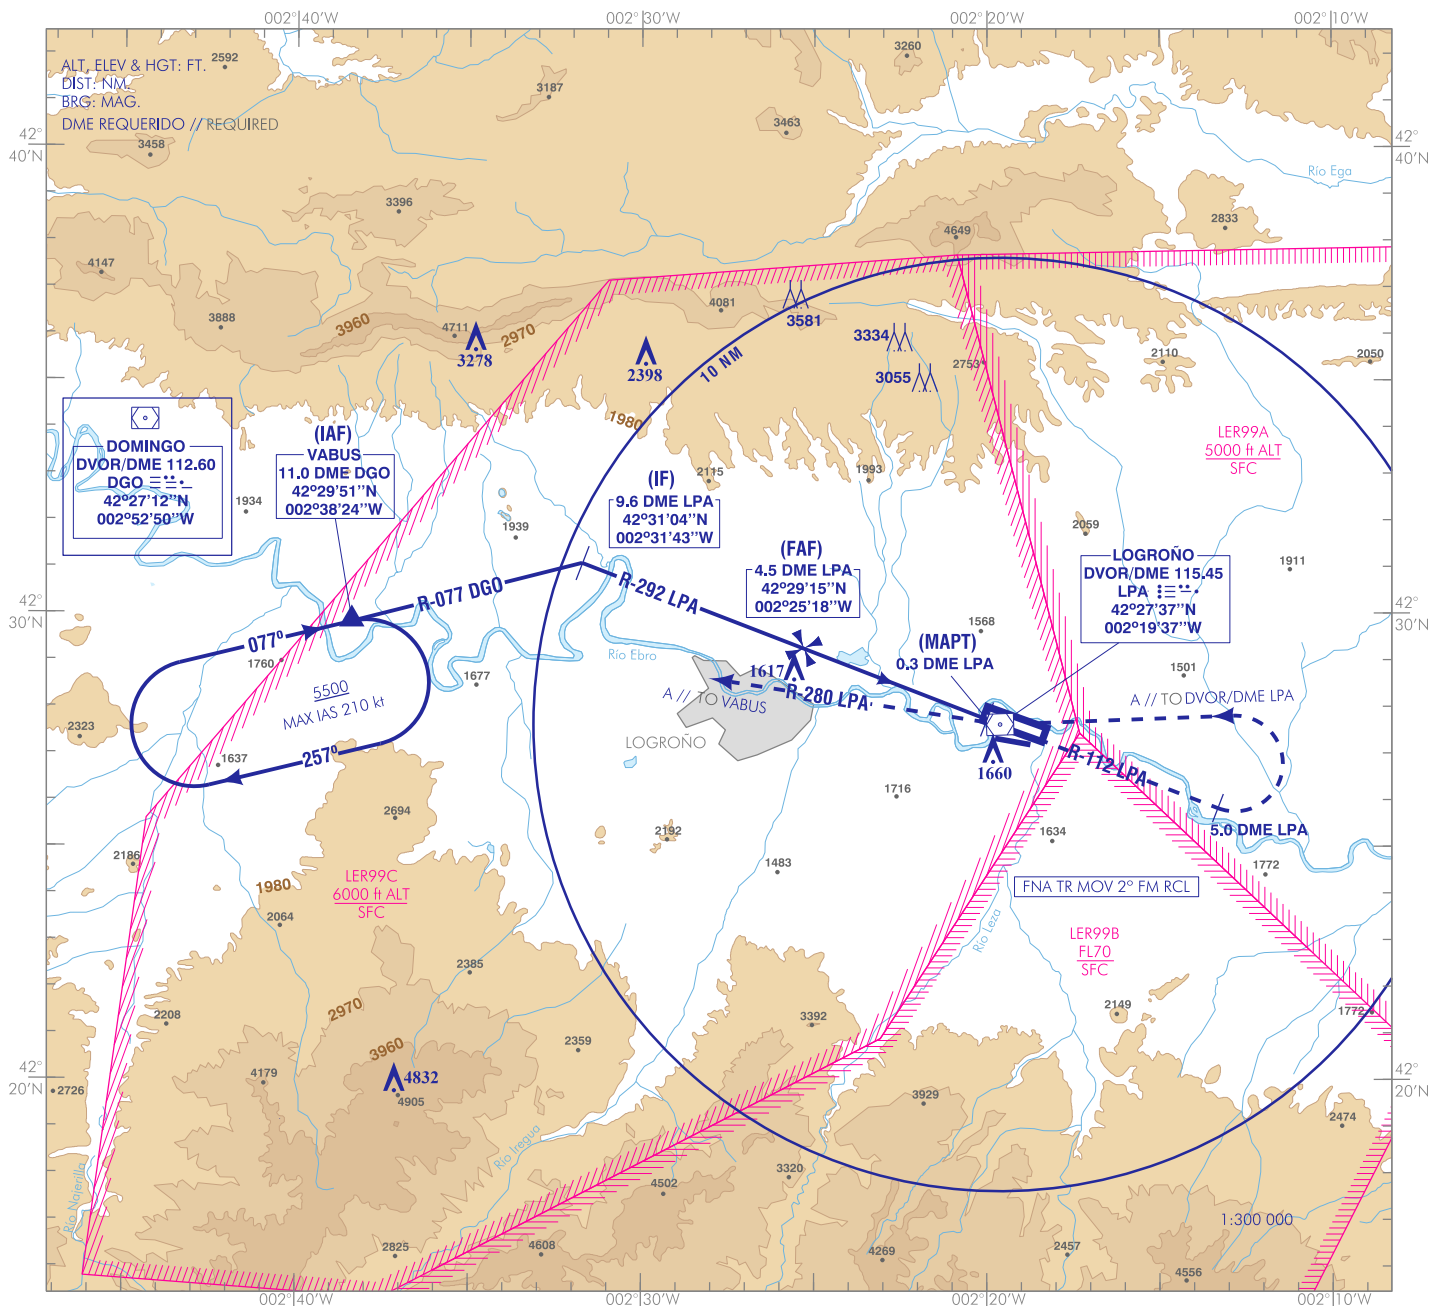 002°40'W
002°30'W
002°20'W
002°10'W
ALT, ELEV & HGT: FT.
DIST: NM.
BRG: MAG.
DME REQUERIDO // REQUIRED
2592
3260
3187
3463
3458
42°
40'N
42°
40'N
Río Ega
3396
2833
4649
4147
4081
3581
3888
3960
4711
2970
3278
2398
10 NM
3334
3055
2753
2110
2050
1980
DOMINGO
DVOR/DME 112.60
DGO
42°27'12''N
002°52'50''W
(IAF)
VABUS
11.0 DME DGO
42°29'51''N
002°38'24''W
1934
1939
(IF)
9.6 DME LPA
42°31'04''N
002°31'43''W
2115
1993
LER99A
5000 ft ALT
SFC
2059
1911
(FAF)
4.5 DME LPA
42°29'15''N
002°25'18''W
LOGROÑO
DVOR/DME 115.45
LPA
42°27'37''N
002°19'37''W
42°
30'N
42°
30'N
R-077 DGO
R-292 LPA
077º
1760
Río Ebro
1568
(MAPT)
0.3 DME LPA
1501
5500
MAX IAS 210 kt
1677
1617
R-280 LPA
A // TO VABUS
A // TO DVOR/DME LPA
2323
LOGROÑO
257º
1637
1660
R-112 LPA
1716
5.0 DME LPA
2694
2192
1634
2186
1483
1772
LER99C
6000 ft ALT
SFC
1980
2064
FNA TR MOV 2º FM RCL
Río Leza
LER99B
FL70
SFC
2385
2970
2208
3392
2149
1772
2359
3960
42°
20'N
42°
20'N
4832
4179
4905
2726
3929
2474
Río Iregua
3320
4502
Río Najerilla
1:300 000
2825
4608
4269
2457
4556
002°40'W
002°30'W
002°20'W
002°10'W